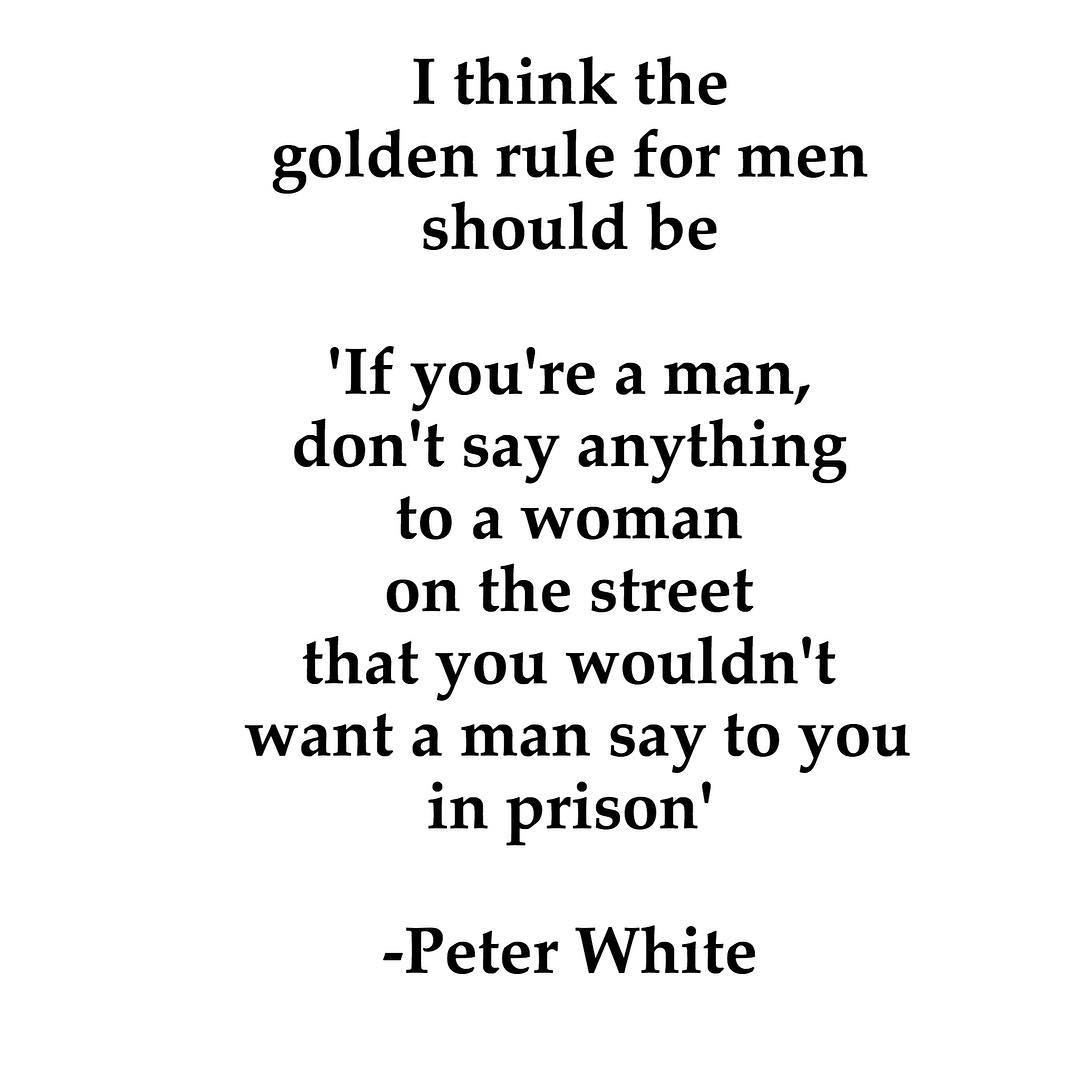 I think the
golden rule for men
should be
'If you're a man,
don't say anything
to a woman
on the street
that you wouldn't
want a man say to you
in prison'
-Peter White